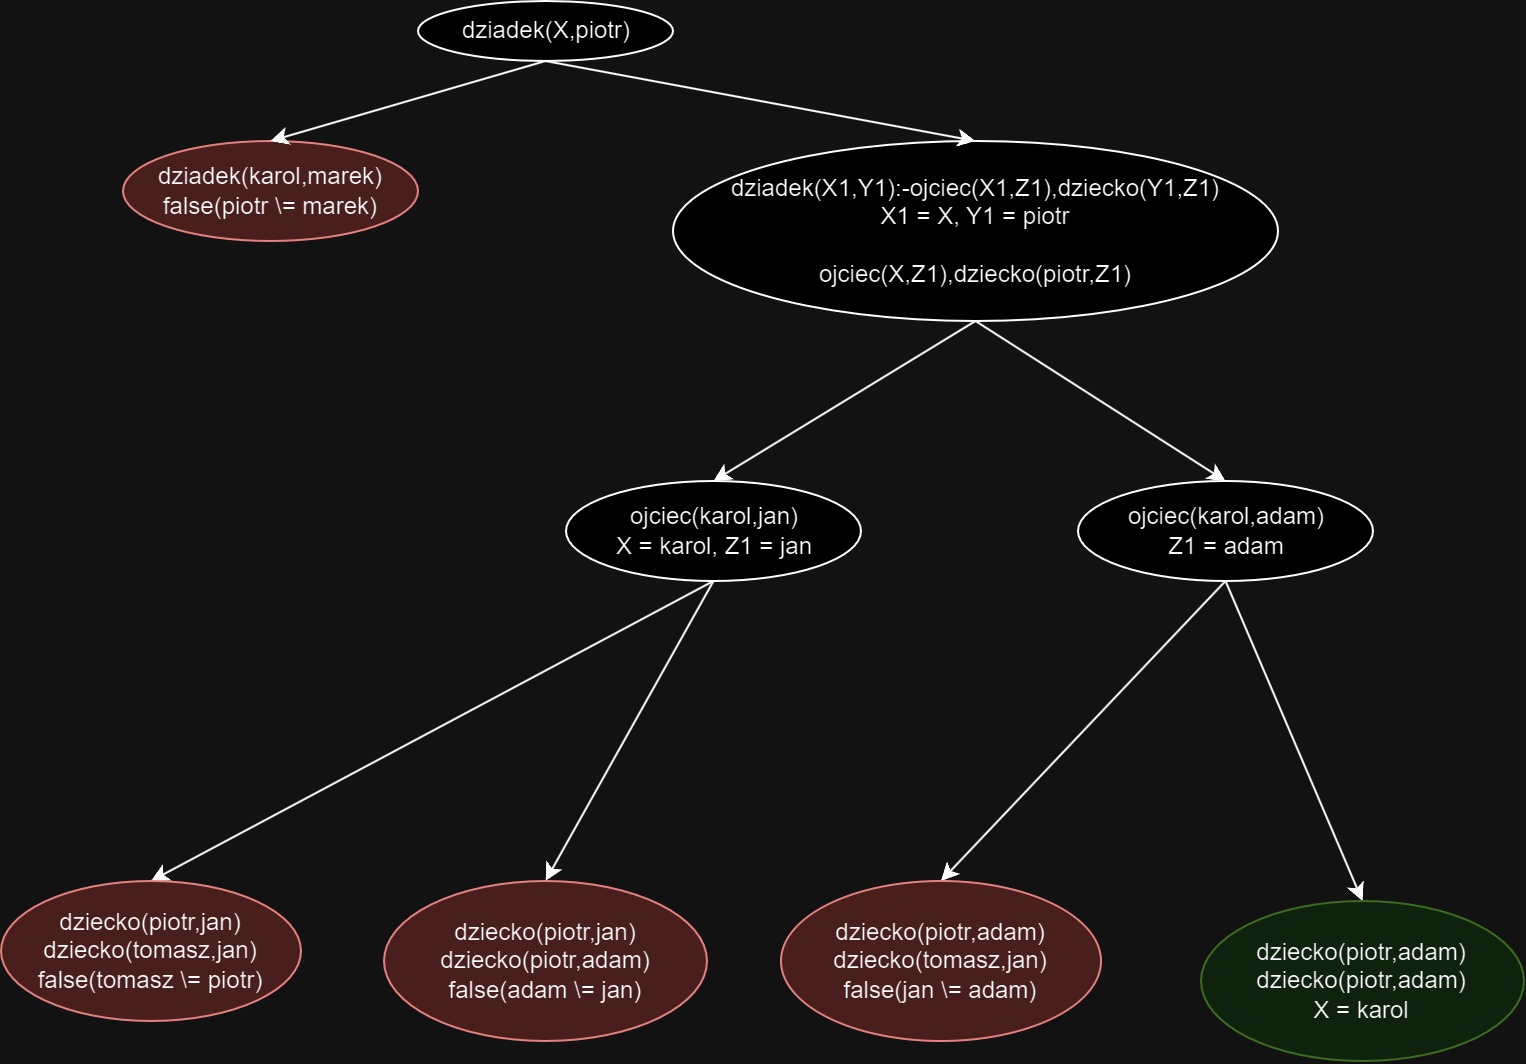 dziadek(X,piotr)
dziadek(karol,marek)
false(piotr \= marek)
dziadek(X1,Y1):-ojciec(X1,Z1),dziecko(Y1,Z1)
X1 = X, Y1 = piotr
ojciec(X,Z1),dziecko(piotr,Z1)
ojciec(karol,jan)
X = karol, Z1 = jan
ojciec(karol,adam)
Z1 = adam
dziecko(piotr,jan)
dziecko(tomasz,jan)
false(tomasz \= piotr)
dziecko(piotr,jan)
dziecko(piotr,adam)
false(adam \= jan)
dziecko(piotr,adam)
dziecko(tomasz,jan)
false(jan \= adam)
dziecko(piotr,adam)
dziecko(piotr,adam)
X = karol